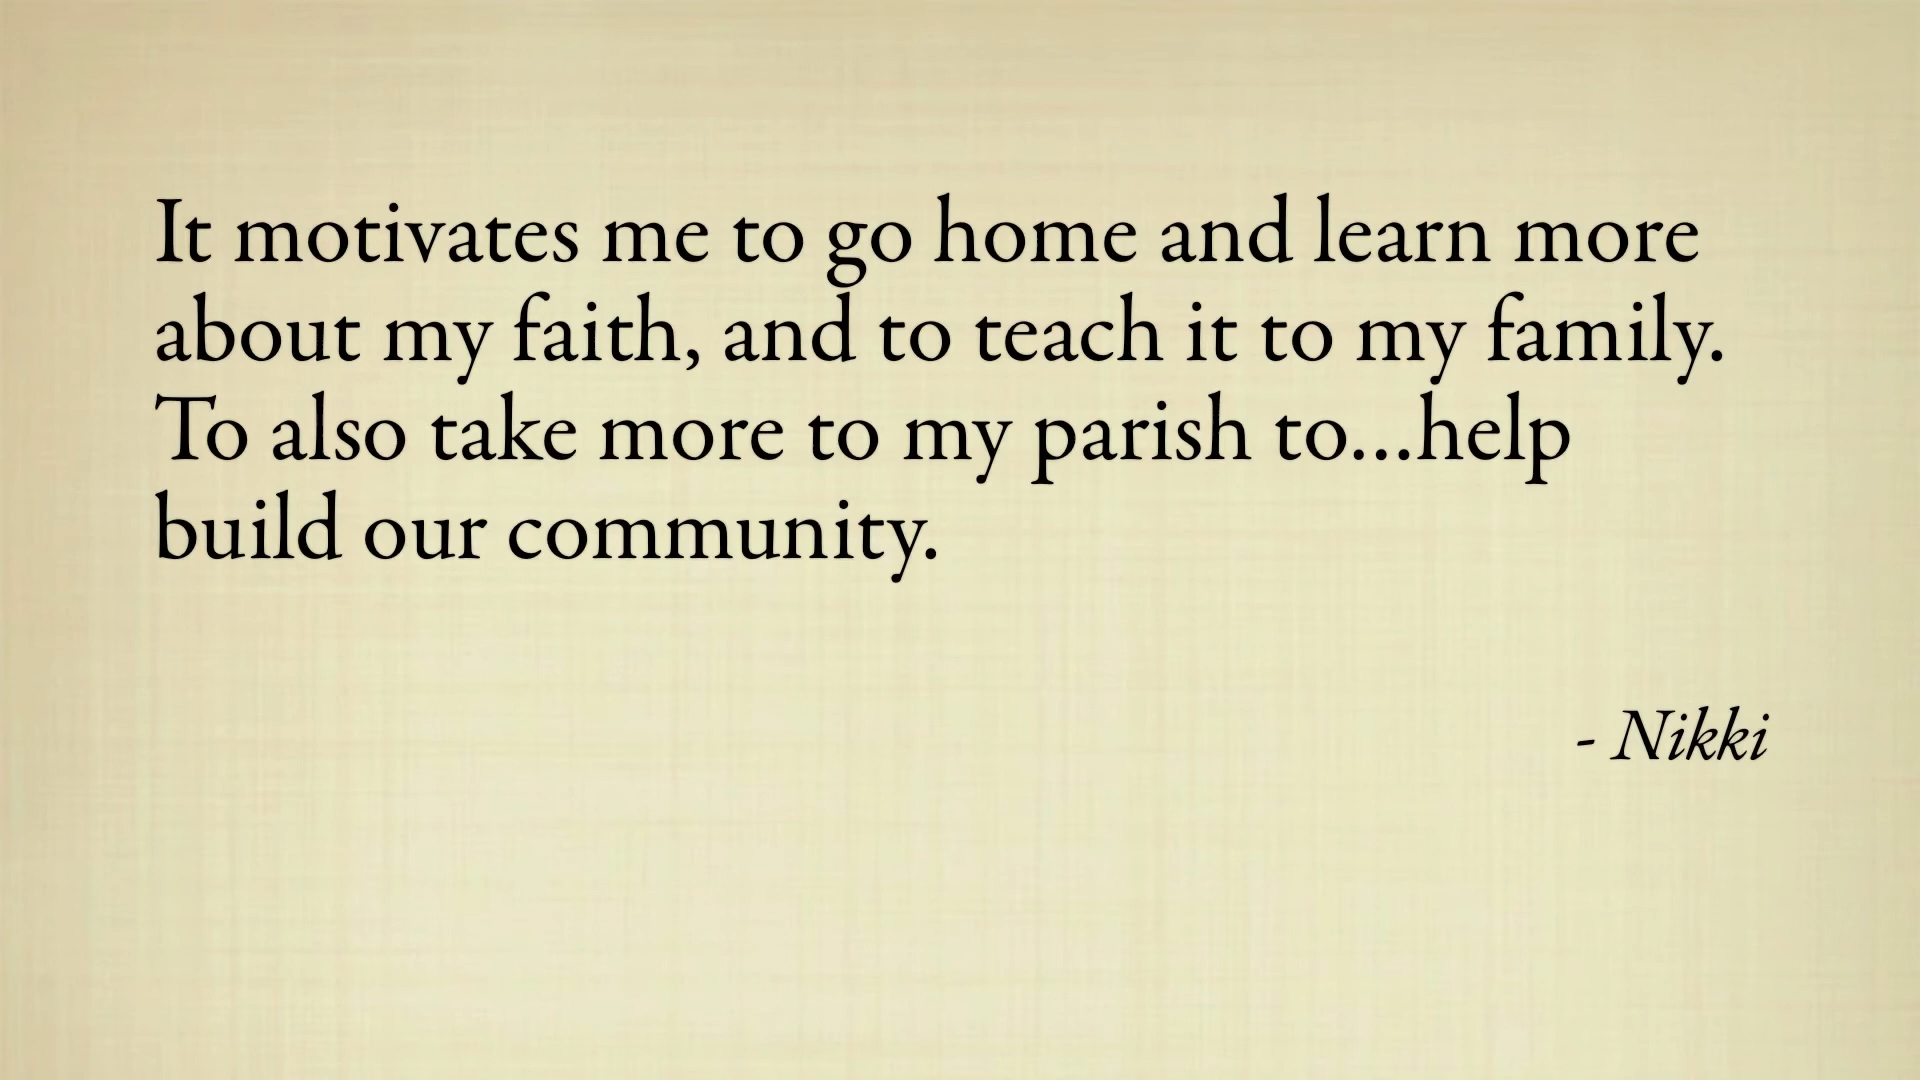 It motivates me to go home and learn more
about my faith, and to teach it to my family.
To also take more to my parish to...help
build our community.
- Nikki